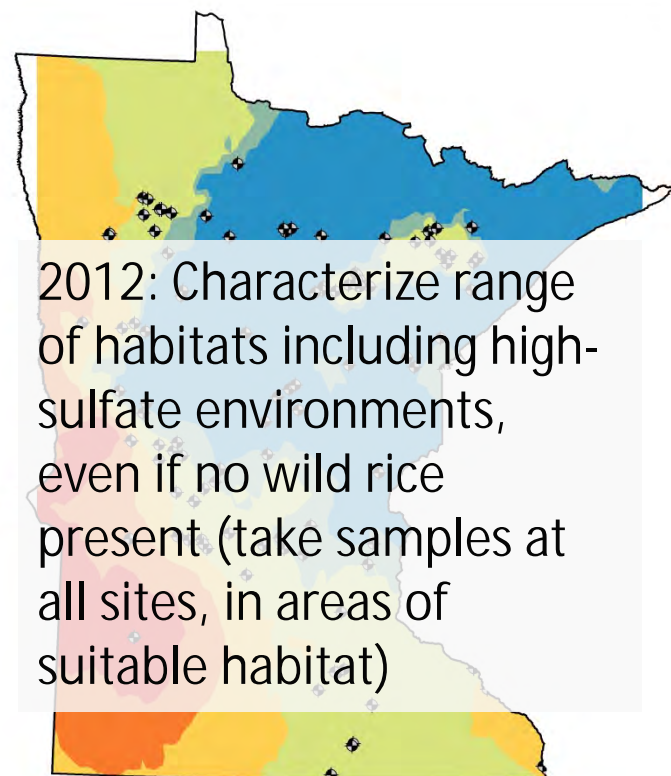 2012: Characterize range
of habitats including high-
sulfate environments,
even if no wild rice
present (take samples at
all sites, in areas of
suitable habitat)